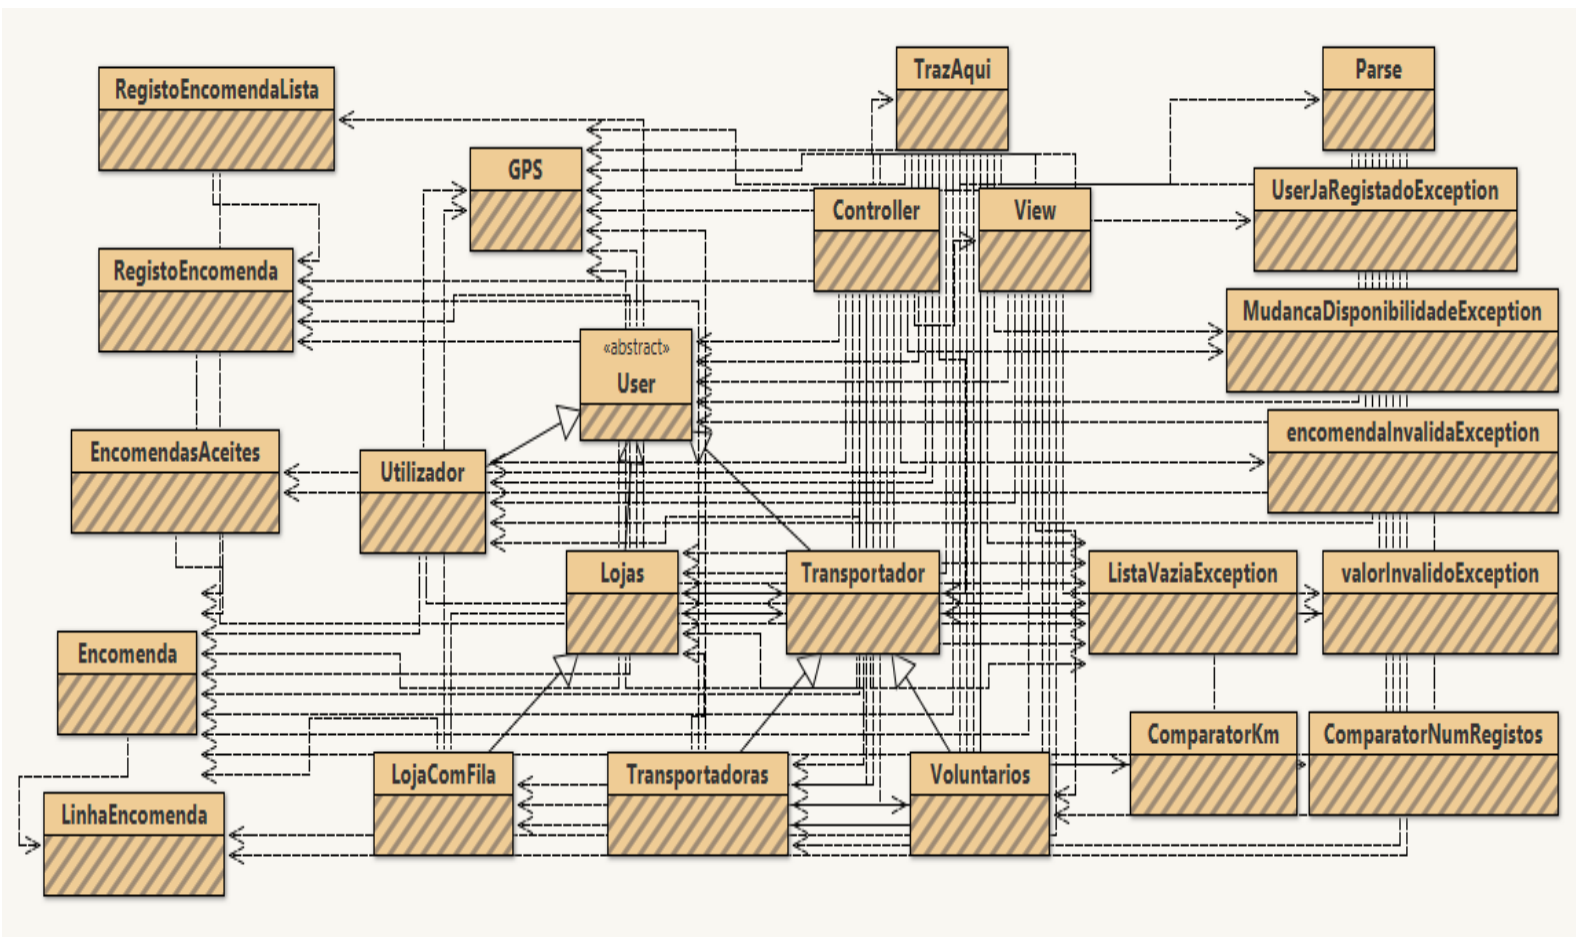 TrazAqui
Parse
RegistoEncomendaLista
GPS
UserJaRegistadoException
Controller
View
RegistoEncomenda
MudancaDisponibilidadeException
«abstract»
User
encomendaInvalidaException
EncomendasAceites
Utilizador
Lojas
Transportador
ListaVaziaException
valorInvalidoException
Encomenda
ComparatorKm
ComparatorNumRegistos
LojaComFila
Transportadoras
Voluntarios
LinhaEncomenda